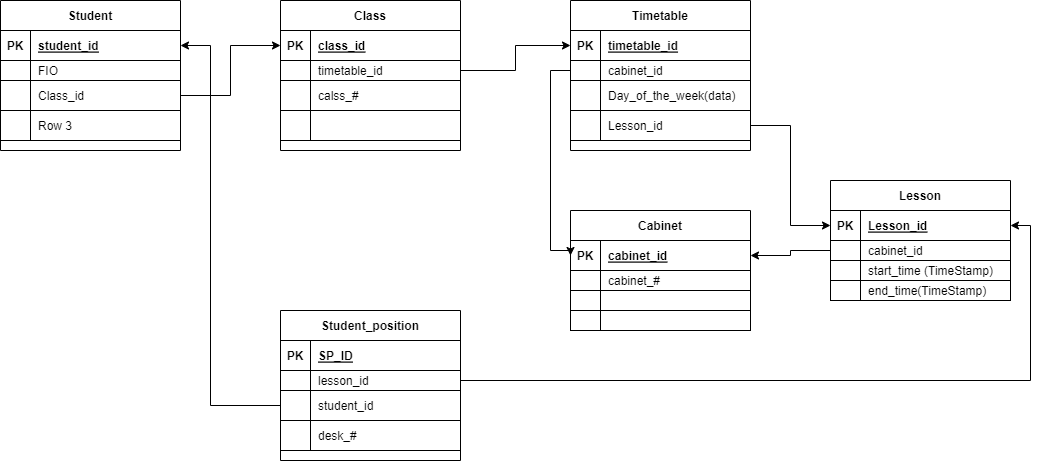 Student
PK student_id
FIO
Class_id
Row 3
Class
PK class_id
timetable_id
calss_#
Timetable
PK timetable_id
cabinet_id
Day_of_the_week(data)
Lesson_id
Lesson
PK Lesson_id
cabinet_id
start_time (TimeStamp)
end_time(TimeStamp)
Cabinet
PK cabinet_id
cabinet_#
Student_position
PK SP_ID
lesson_id
student_id
desk_#